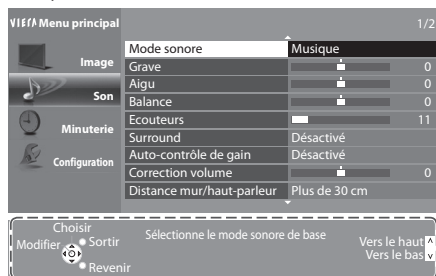 VIERA Menu principal 1/2
Image
Son
Minuterie
Configuration
Mode sonore Musique
Grave 0
Aigu 0
Balance 0
Ecouteurs 11
Surround Désactivé
Auto-contrôle de gain Désactivé
Correction volume 0
Distance mur/haut-parleur Plus de 30 cm
Choisir
Modifier
Sortir
Revenir
Sélectionne le mode sonore de base
Vers le haut
Vers le bas